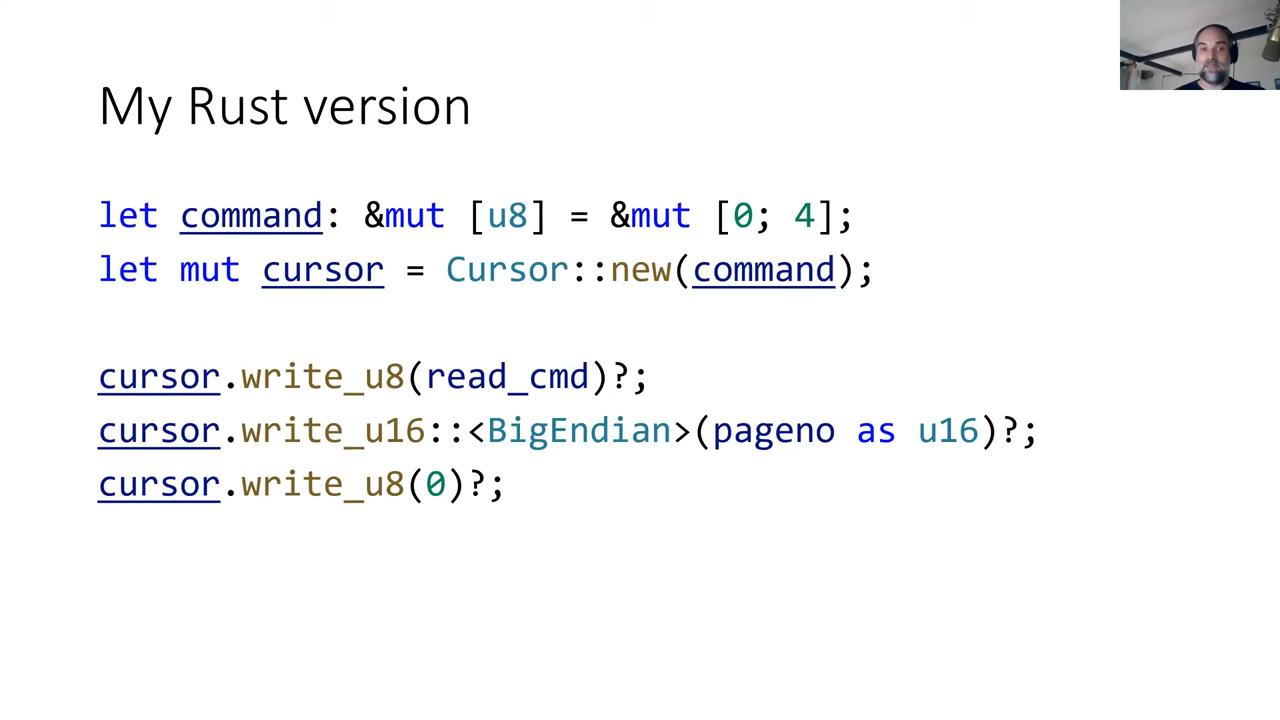 My Rust version
let command: &mut [u8] = &mut [0; 4];
let mut cursor = Cursor::new(command);
cursor.write_u8(read_cmd)?;
cursor.write_u16::<BigEndian>(pageno as u16)?;
cursor.write_u8(0)?;